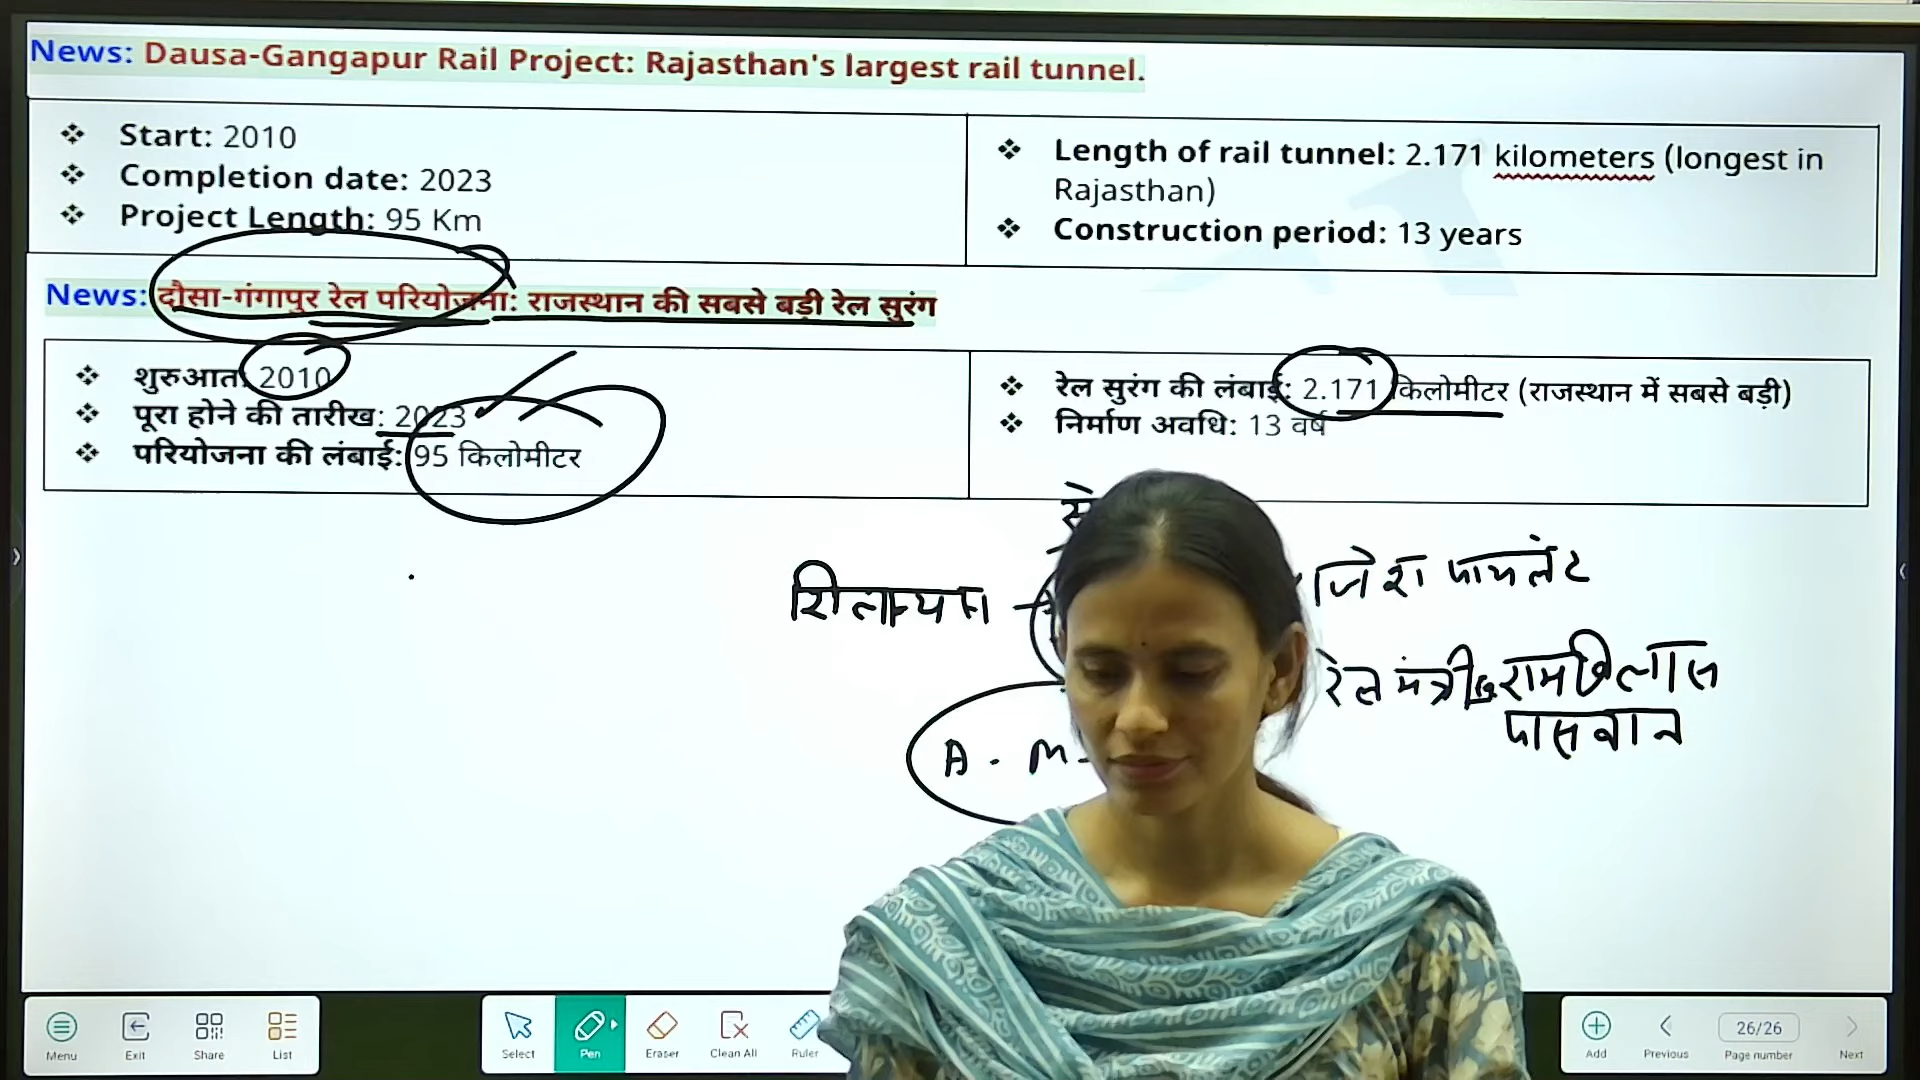 News: Dausa-Gangapur Rail Project: Rajasthan's largest rail tunnel.
❖ Start: 2010
❖ Completion date: 2023
❖ Project Length: 95 Km
❖ Length of rail tunnel: 2.171 kilometers (longest in
Rajasthan)
❖ Construction period: 13 years
News: दौसा-गंगापुर रेल परियोजना: राजस्थान की सबसे बड़ी रेल सुरंग
❖ शुरुआत: 2010
❖ पूरा होने की तारीख: 2023
❖ परियोजना की लंबाई: 95 किलोमीटर
❖ रेल सुरंग की लंबाई: 2.171 किलोमीटर (राजस्थान में सबसे बड़ी)
❖ निर्माण अवधि: 13 वर्ष
पायलेट
रेल मंत्री रामविलास
पासवान
A. M.
Menu
Exit
Share
List
Select
Pen
Eraser
Clean All
Ruler
Add
Previous
26/26
Page number
Next